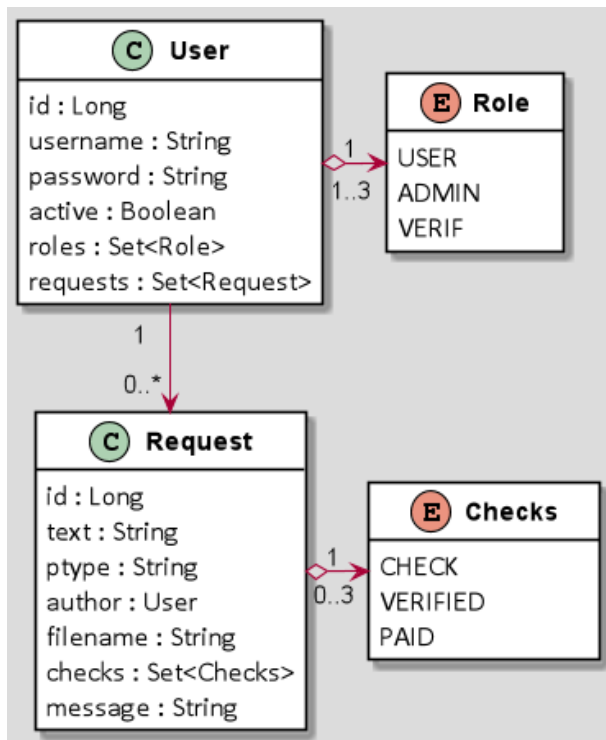 C User
id : Long
username : String
password : String
active : Boolean
roles : Set<Role>
requests : Set<Request>
1
1..3
E Role
USER
ADMIN
VERIF
1
0..*
C Request
id : Long
text : String
ptype : String
author : User
filename : String
checks : Set<Checks>
message : String
1
0..3
E Checks
CHECK
VERIFIED
PAID